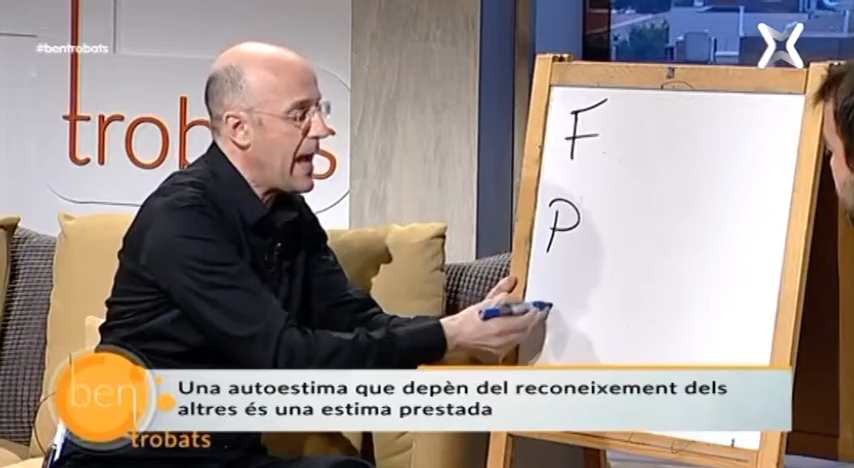 #bentrobats
trobats
F
P
Una autoestima que depèn del reconeixement dels
altres és una estima prestada
ben
trobats